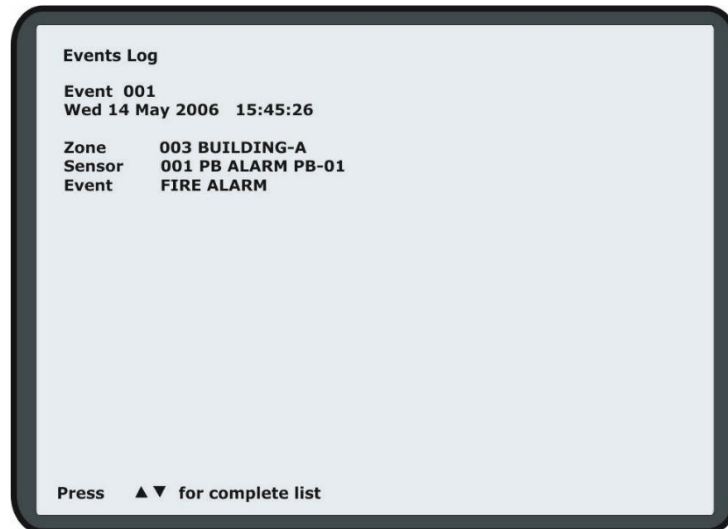 Events Log
Event 001
Wed 14 May 2006 15:45:26
Zone 003 BUILDING-A
Sensor 001 PB ALARM PB-01
Event FIRE ALARM
Press ▲▼ for complete list